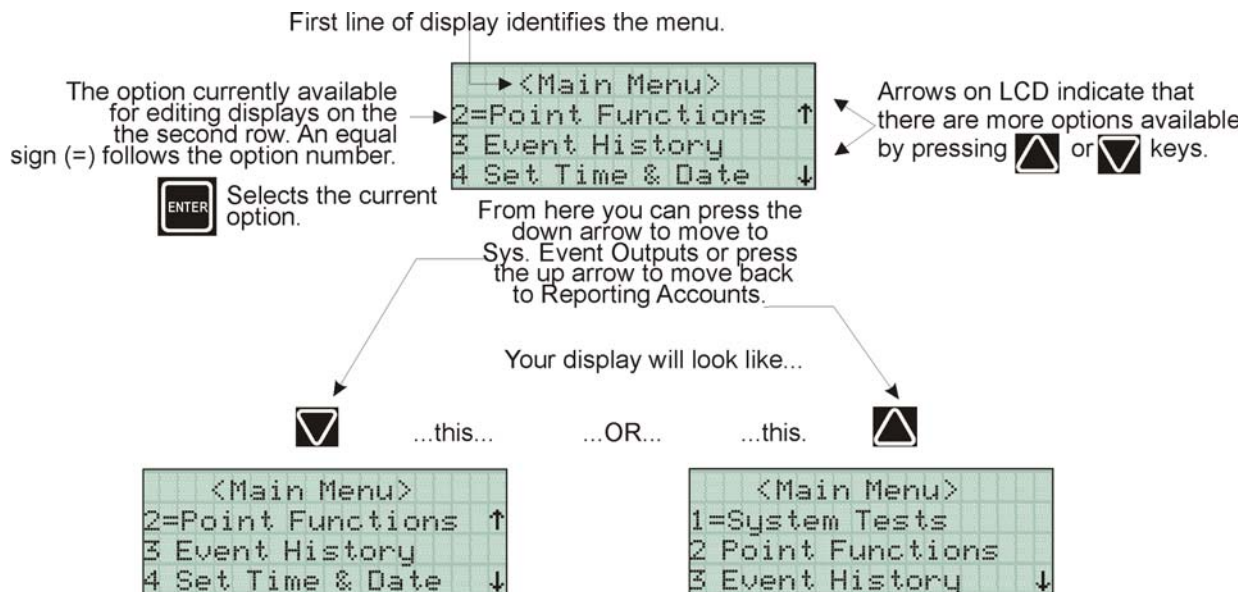 First line of display identifies the menu.
The option currently available
for editing displays on the
the second row. An equal
sign (=) follows the option number.
ENTER
Selects the current
option.
<Main Menu>
2=Point Functions ↑
3 Event History
4 Set Time & Date ↓
Arrows on LCD indicate that
there are more options available
by pressing or keys.
From here you can press the
down arrow to move to
Sys. Event Outputs or press
the up arrow to move back
to Reporting Accounts.
Your display will look like...
...this... ...OR... ...this.
<Main Menu>
2=Point Functions ↑
3 Event History
4 Set Time & Date ↓
<Main Menu>
1=System Tests
2 Point Functions
3 Event History ↓